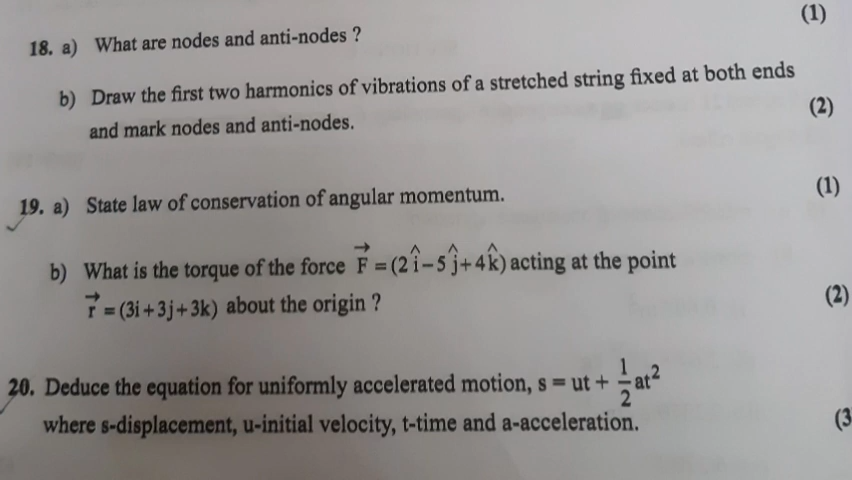 (1)
18. a) What are nodes and anti-nodes ?
b) Draw the first two harmonics of vibrations of a stretched string fixed at both ends
and mark nodes and anti-nodes. (2)
19. a) State law of conservation of angular momentum. (1)
b) What is the torque of the force F⃗ = (2î − 5ĵ + 4k̂) acting at the point
r⃗ = (3i + 3j + 3k) about the origin ? (2)
20. Deduce the equation for uniformly accelerated motion, s = ut + ½at²
where s-displacement, u-initial velocity, t-time and a-acceleration. (3